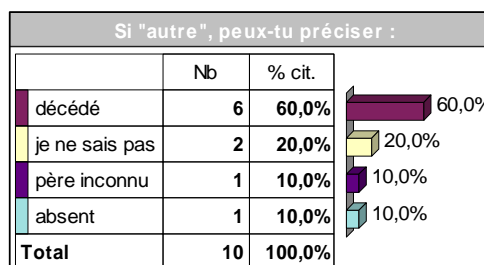 Si "autre", peux-tu préciser :
Nb % cit.
décédé 6 60,0% 60,0%
je ne sais pas 2 20,0% 20,0%
père inconnu 1 10,0% 10,0%
absent 1 10,0% 10,0%
Total 10 100,0%